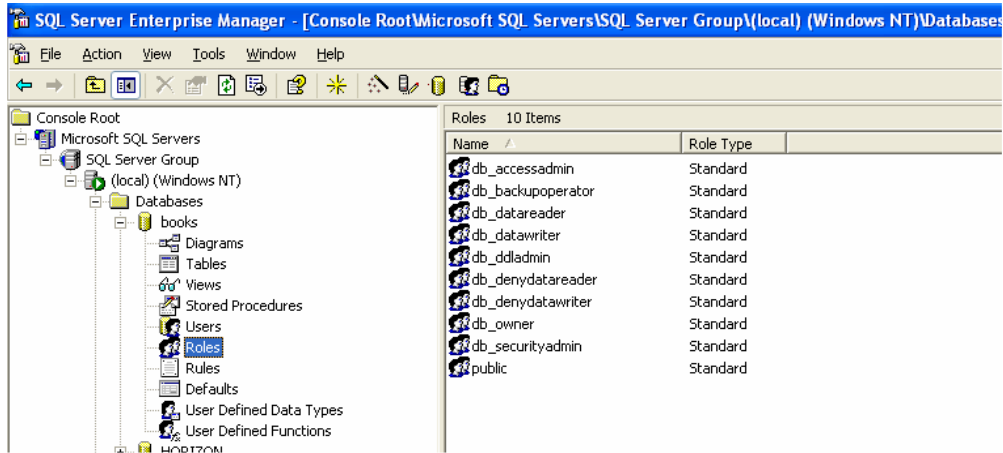 SQL Server Enterprise Manager - [Console Root\Microsoft SQL Servers\SQL Server Group\(local) (Windows NT)\Databases
File Action View Tools Window Help
Console Root
Microsoft SQL Servers
SQL Server Group
(local) (Windows NT)
Databases
books
Diagrams
Tables
Views
Stored Procedures
Users
Roles
Rules
Defaults
User Defined Data Types
User Defined Functions
HORIZON
Roles 10 Items
Name Role Type
db_accessadmin Standard
db_backupoperator Standard
db_datareader Standard
db_datawriter Standard
db_ddladmin Standard
db_denydatareader Standard
db_denydatawriter Standard
db_owner Standard
db_securityadmin Standard
public Standard